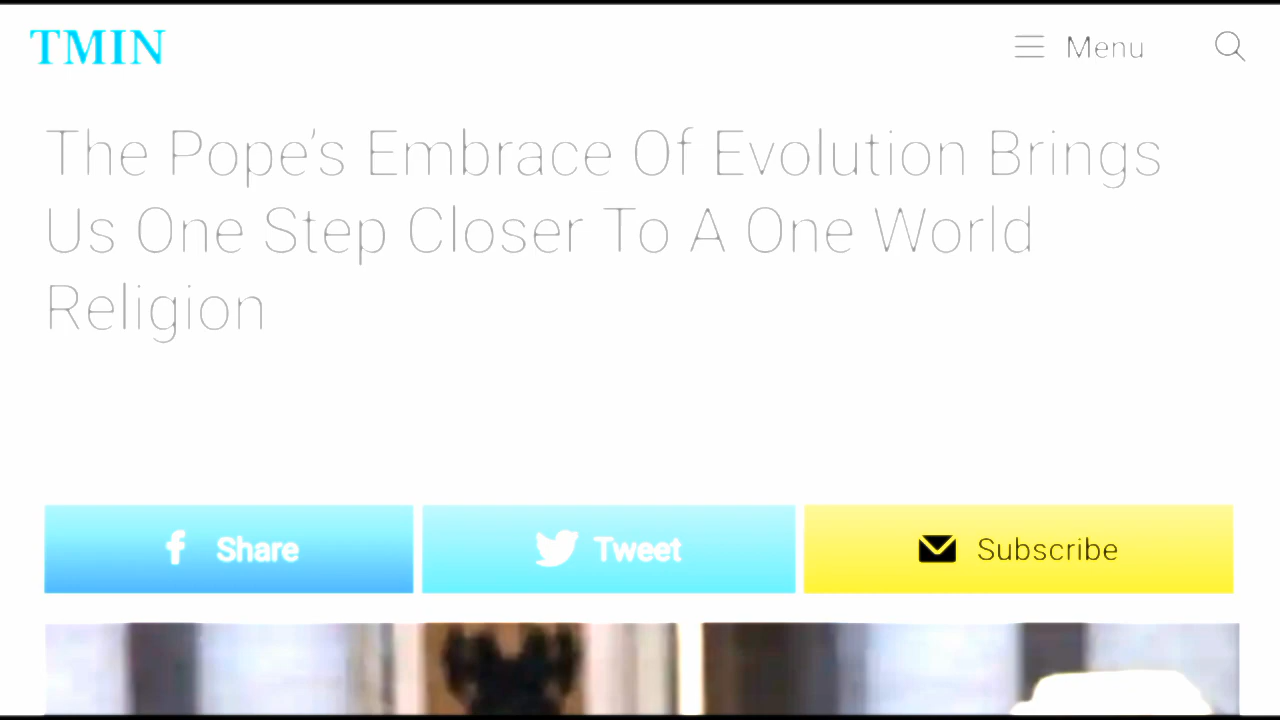 TMIN
Menu
The Pope's Embrace Of Evolution Brings
Us One Step Closer To A One World
Religion
Share
Tweet
Subscribe